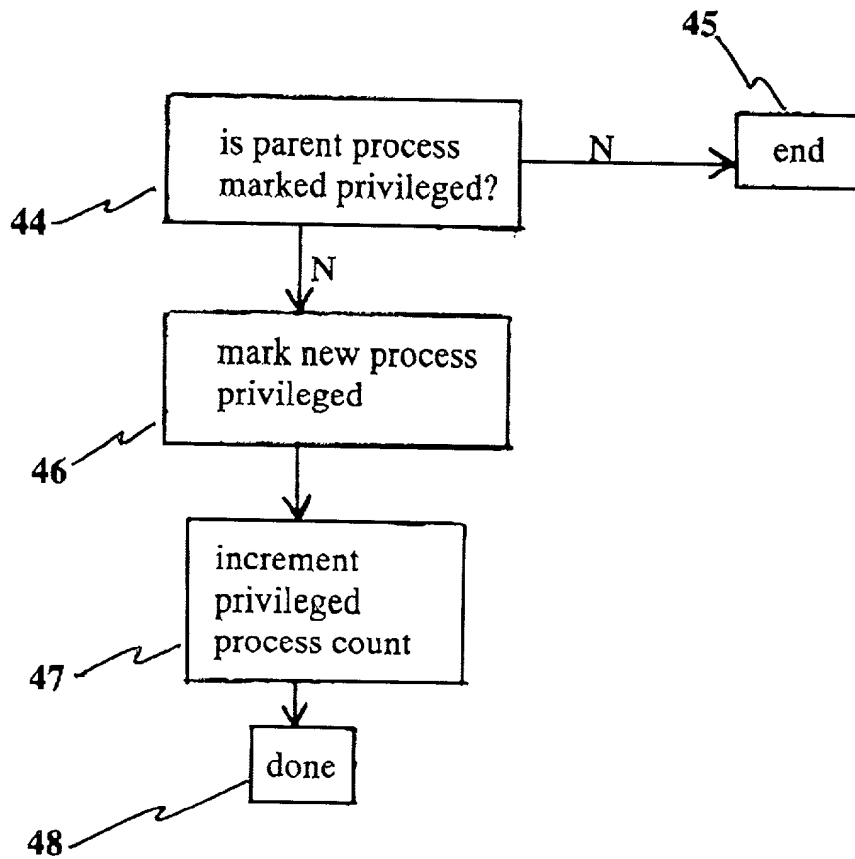 45
is parent process
marked privileged?
N
end
44
N
mark new process
privileged
46
increment
privileged
process count
47
done
48